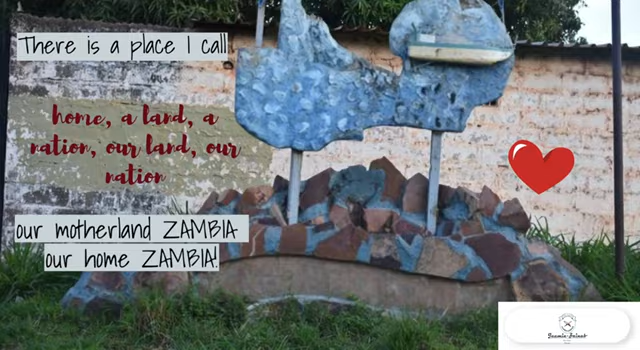 There is a place I call
home, a land, a
nation, our land, our
nation
our motherland ZAMBIA
our home ZAMBIA!